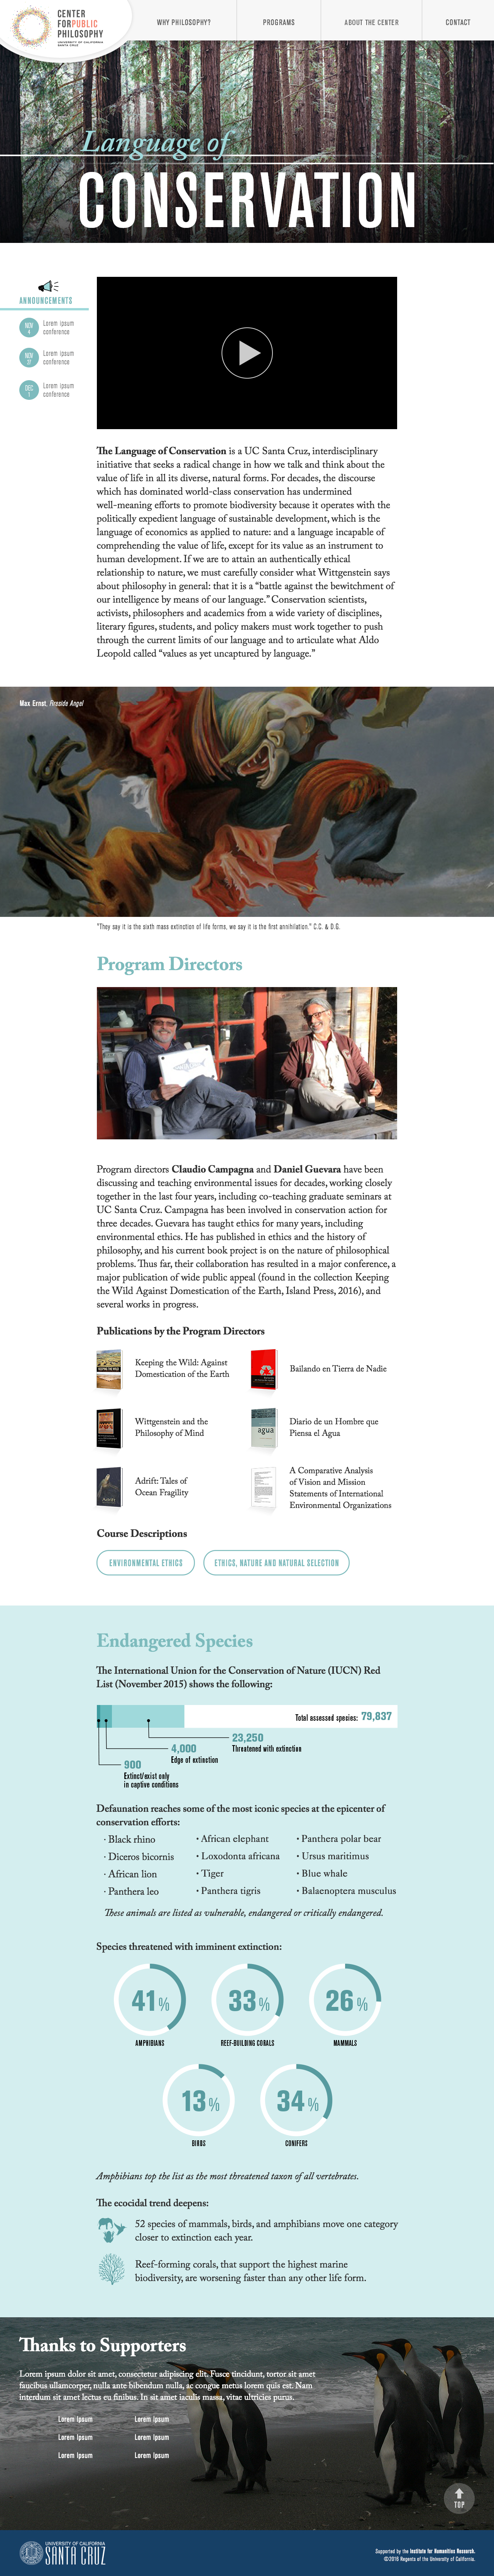 CENTER
FORPUBLIC
PHILOSOPHY
UNIVERSITY OF CALIFORNIA
SANTA CRUZ
WHY PHILOSOPHY?
PROGRAMS
ABOUT THE CENTER
CONTACT
Language of
CONSERVATION
ANNOUNCEMENTS
NOV
4
Lorem ipsum
conference
NOV
Lorem ipsum
conference
DEC
1
Lorem ipsum
conference
The Language of Conservation is a UC Santa Cruz, interdisciplinary
initiative that seeks a radical change in how we talk and think about the
value of life in all its diverse, natural forms. For decades, the discourse
which has dominated world-class conservation has undermined
well-meaning efforts to promote biodiversity because it operates with the
politically expedient language of sustainable development, which is the
language of economics as applied to nature: and a language incapable of
comprehending the value of life, except for its value as an instrument to
human development. If we are to attain an authentically ethical
relationship to nature, we must carefully consider what Wittgenstein says
about philosophy in general: that it is a “battle against the bewitchment of
our intelligence by means of our language.” Conservation scientists,
activists, philosophers and academics from a wide variety of disciplines,
literary figures, students, and policy makers must work together to push
through the current limits of our language and to articulate what Aldo
Leopold called “values as yet uncaptured by language.”
Max Ernst, Fireside Angel
"They say it is the sixth mass extinction of life forms, we say it is the first annihilation." C.C. & D.G.
Program Directors
Program directors Claudio Campagna and Daniel Guevara have been
discussing and teaching environmental issues for decades, working closely
together in the last four years, including co-teaching graduate seminars at
UC Santa Cruz. Campagna has been involved in conservation action for
three decades. Guevara has taught ethics for many years, including
environmental ethics. He has published in ethics and the history of
philosophy, and his current book project is on the nature of philosophical
problems. Thus far, their collaboration has resulted in a major conference, a
major publication of wide public appeal (found in the collection Keeping
the Wild Against Domestication of the Earth, Island Press, 2016), and
several works in progress.
Publications by the Program Directors
Keeping the Wild: Against
Domestication of the Earth
Bailando en Tierra de Nadie
Wittgenstein and the
Philosophy of Mind
agua
Diario de un Hombre que
Piensa el Agua
Adrift: Tales of
Ocean Fragility
A Comparative Analysis
of Vision and Mission
Statements of International
Environmental Organizations
Course Descriptions
ENVIRONMENTAL ETHICS
ETHICS, NATURE AND NATURAL SELECTION
Endangered Species
The International Union for the Conservation of Nature (IUCN) Red
List (November 2015) shows the following:
Total assessed species: 79,837
23,250
Threatened with extinction
4,000
Edge of extinction
900
Extinct/exist only
in captive conditions
Defaunation reaches some of the most iconic species at the epicenter of
conservation efforts:
· Black rhino
· Diceros bicornis
· African lion
· Panthera leo
• African elephant
• Loxodonta africana
• Tiger
• Panthera tigris
• Panthera polar bear
• Ursus maritimus
• Blue whale
• Balaenoptera musculus
These animals are listed as vulnerable, endangered or critically endangered.
Species threatened with imminent extinction:
41%
AMPHIBIANS
33%
REEF-BUILDING CORALS
26%
MAMMALS
13%
BIRDS
34%
CONIFERS
Amphibians top the list as the most threatened taxon of all vertebrates.
The ecocidal trend deepens:
52 species of mammals, birds, and amphibians move one category
closer to extinction each year.
Reef-forming corals, that support the highest marine
biodiversity, are worsening faster than any other life form.
Thanks to Supporters
Lorem ipsum dolor sit amet, consectetur adipiscing elit. Fusce tincidunt, tortor sit amet
faucibus ullamcorper, nulla ante bibendum nulla, ac congue metus lorem quis est. Nam
interdum sit amet lectus eu finibus. In sit amet iaculis massa, vitae ultricies purus.
Lorem Ipsum
Lorem Ipsum
Lorem Ipsum
Lorem Ipsum
Lorem Ipsum
Lorem Ipsum
TOP
UNIVERSITY OF CALIFORNIA
SANTA CRUZ
Supported by the Institute for Humanities Research.
©2016 Regents of the University of California.